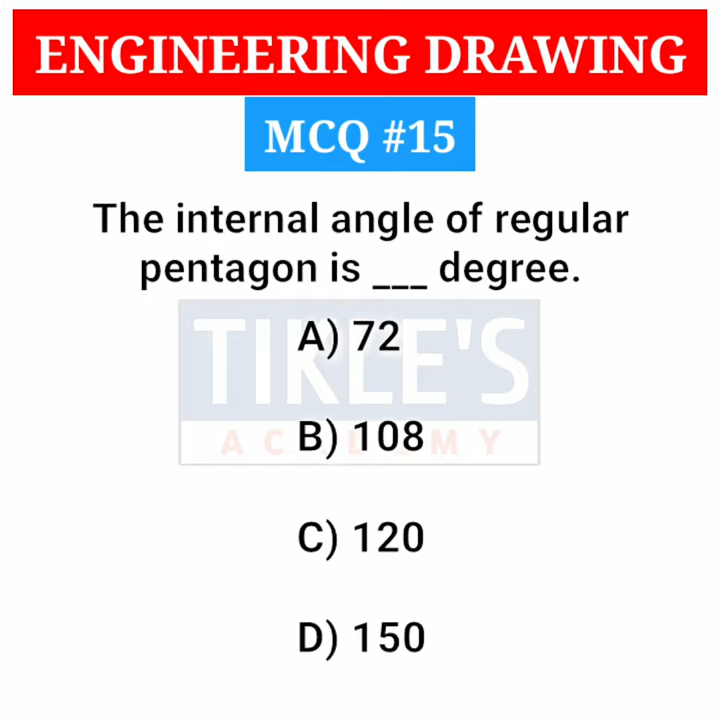 ENGINEERING DRAWING
MCQ #15
The internal angle of regular
pentagon is ___ degree.
TIKLE'S
A) 72
ACADEMY
B) 108
C) 120
D) 150